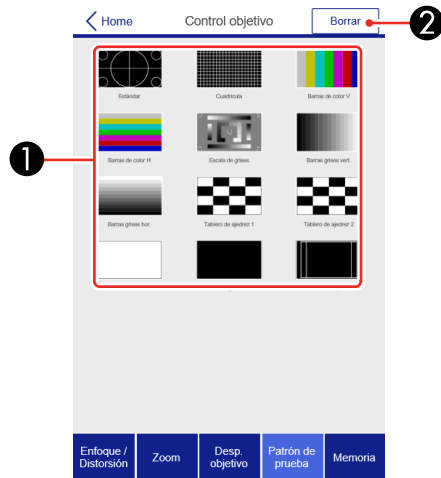 Home
Control objetivo
Borrar
2
Estándar
Cuadrícula
Barras de color V
1
Barras de color H
Escala de grises
Barras grises vert.
Barras grises hor.
Tablero de ajedrez 1
Tablero de ajedrez 2
Enfoque /
Distorsión
Zoom
Desp.
objetivo
Patrón de
prueba
Memoria